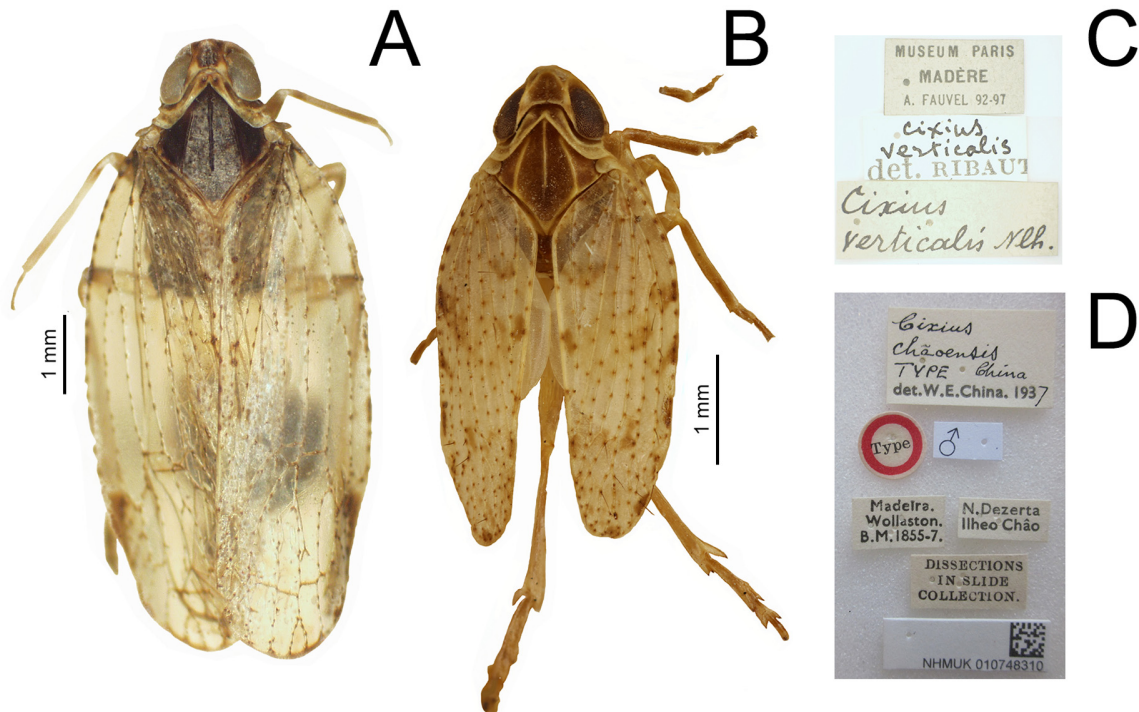 A
1 mm
B
1 mm
C
MUSEUM PARIS
MADÈRE
A. FAUVEL 92-97
cixius
verticalis
det. RIBAUT
Cixius
verticalis Nlh.
D
Cixius
chãoensis
TYPE China
det.W.E.China. 1937
Type
♂
Madeira.
Wollaston.
B.M.1855-7.
N.Dezerta
Ilheo Chão
DISSECTIONS
IN SLIDE
COLLECTION.
NHMUK 010748310